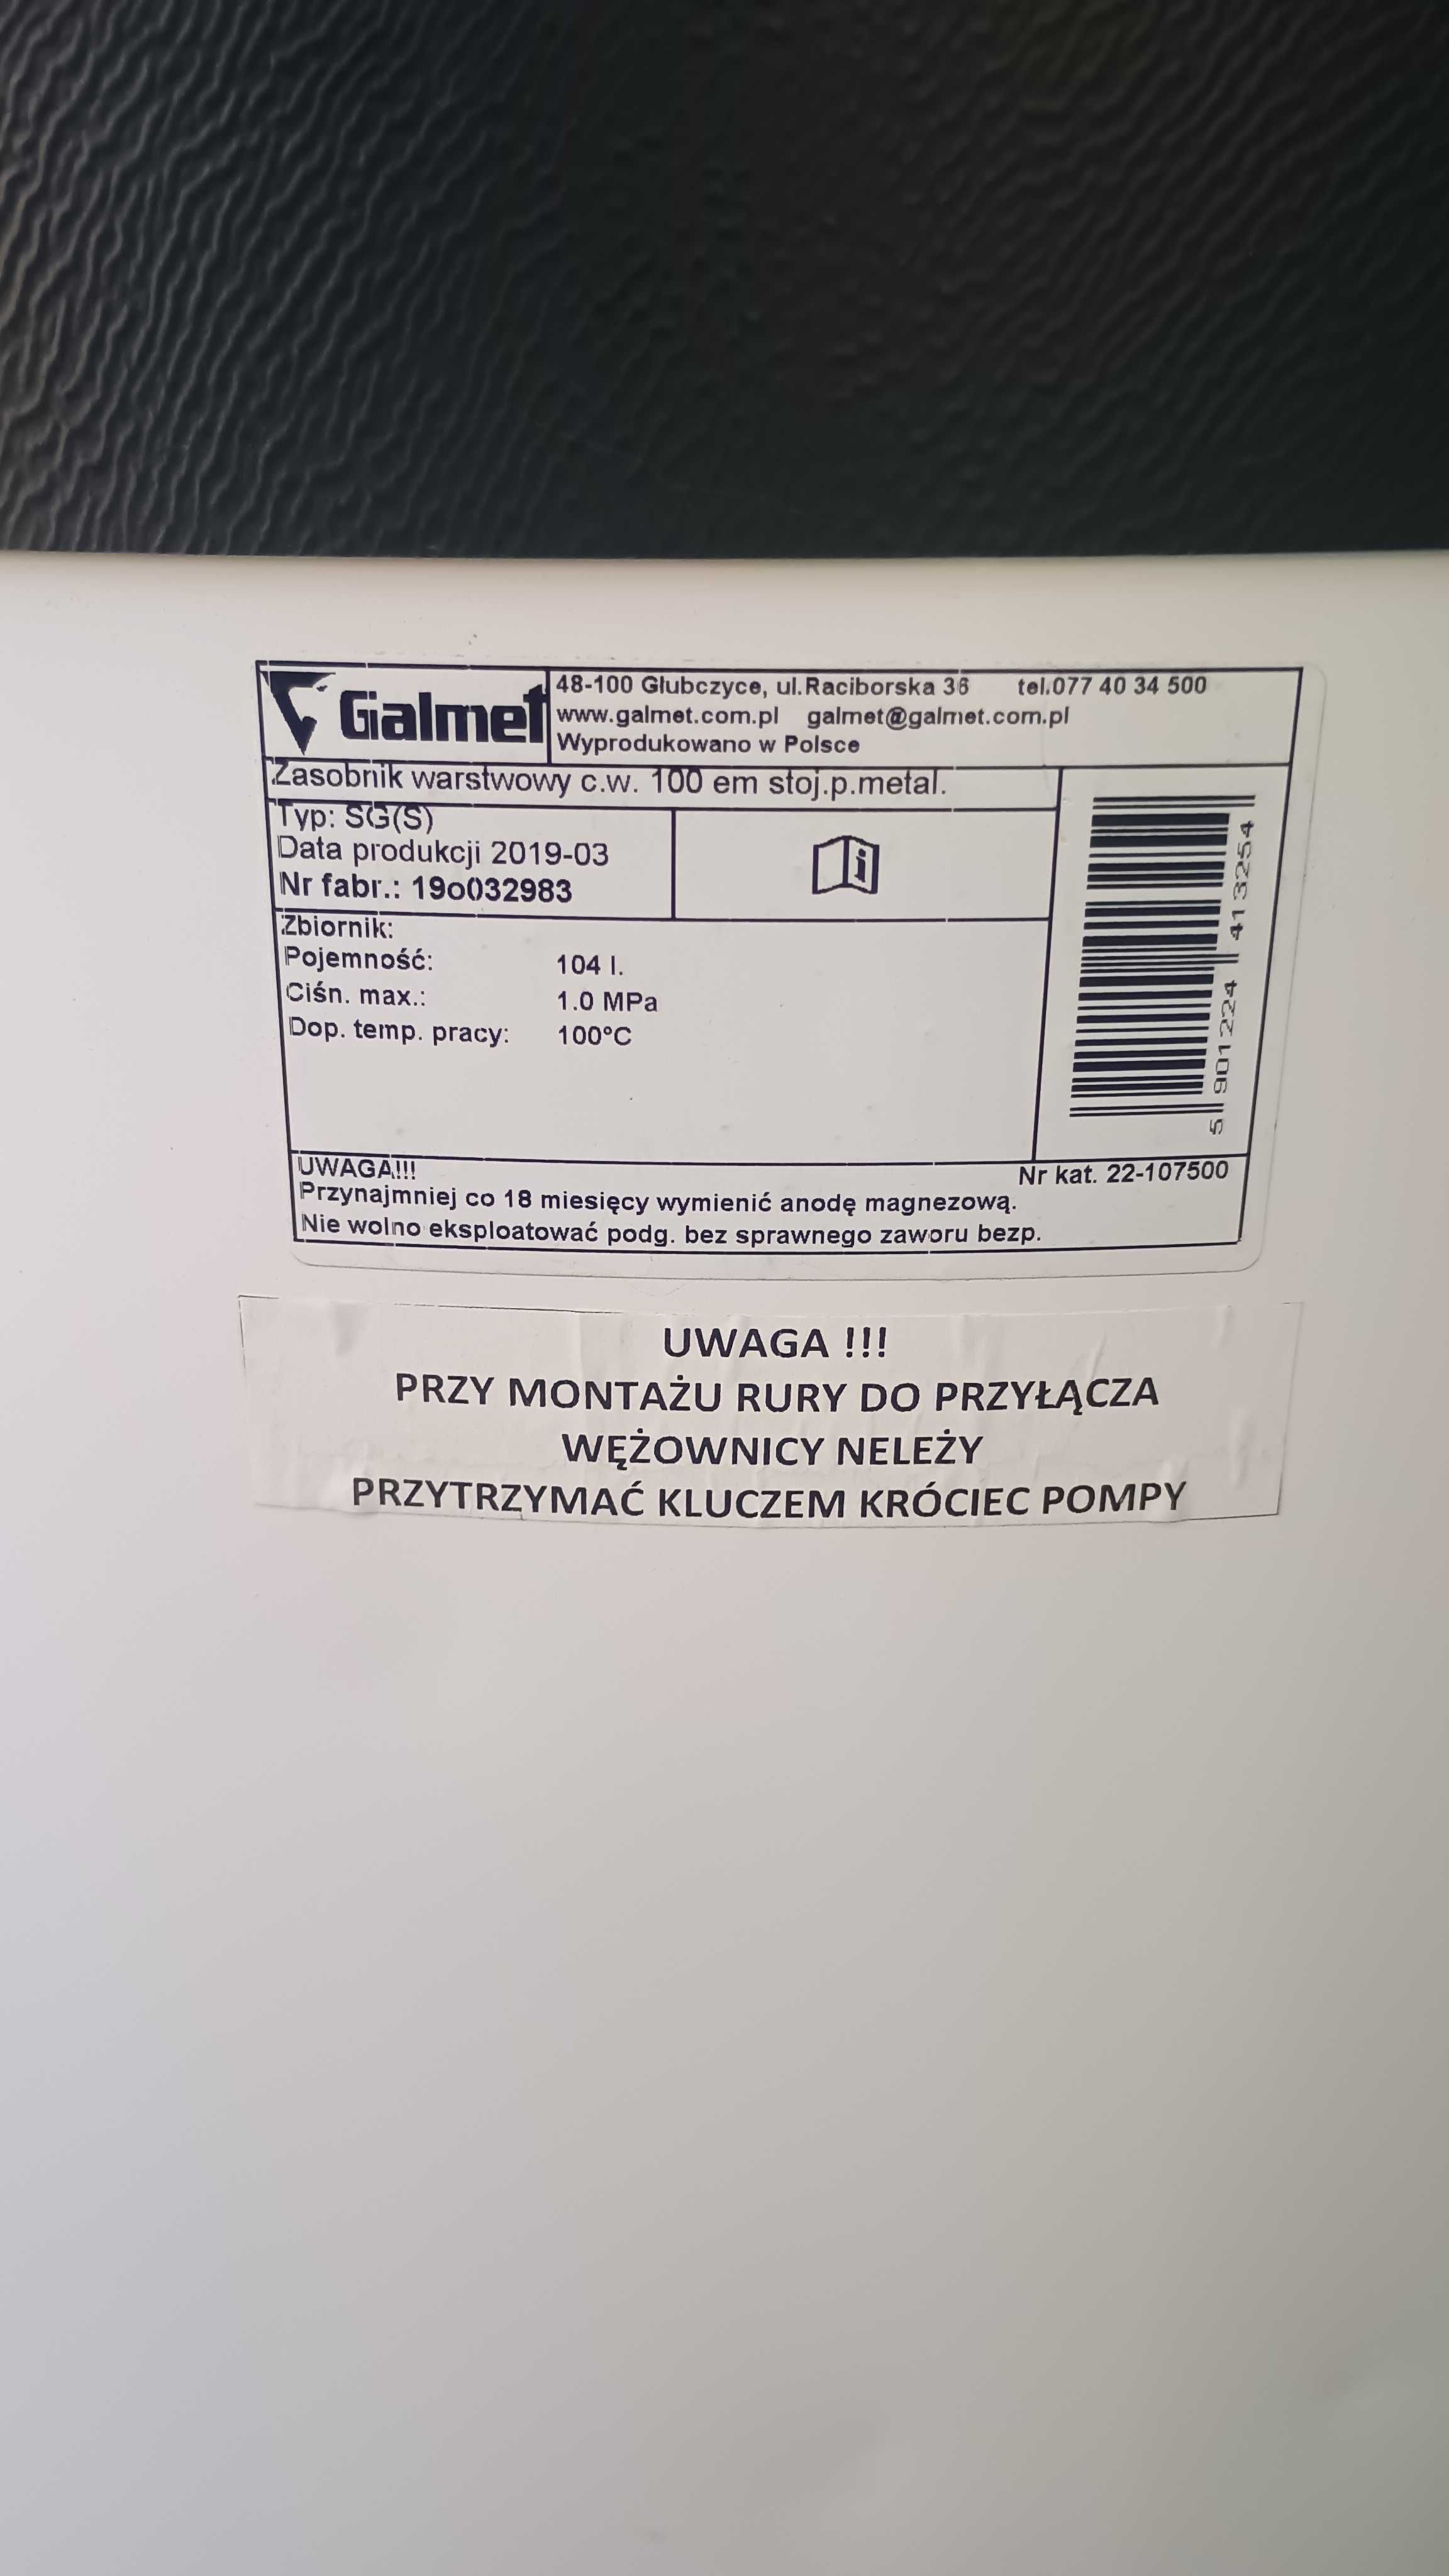 Galmet
48-100 Głubczyce, ul.Raciborska 36 tel.077 40 34 500
www.galmet.com.pl galmet@galmet.com.pl
Wyprodukowano w Polsce
Zasobnik warstwowy c.w. 100 em stoj.p.metal.
Typ: SG(S)
Data produkcji 2019-03
Nr fabr.: 19o032983
Zbiornik:
Pojemność: 104 l.
Ciśn. max.: 1.0 MPa
Dop. temp. pracy: 100°C
5 901224 413254
UWAGA!!! Nr kat. 22-107500
Przynajmniej co 18 miesięcy wymienić anodę magnezową.
Nie wolno eksploatować podg. bez sprawnego zaworu bezp.
UWAGA !!!
PRZY MONTAŻU RURY DO PRZYŁĄCZA
WĘŻOWNICY NELEŻY
PRZYTRZYMAĆ KLUCZEM KRÓCIEC POMPY